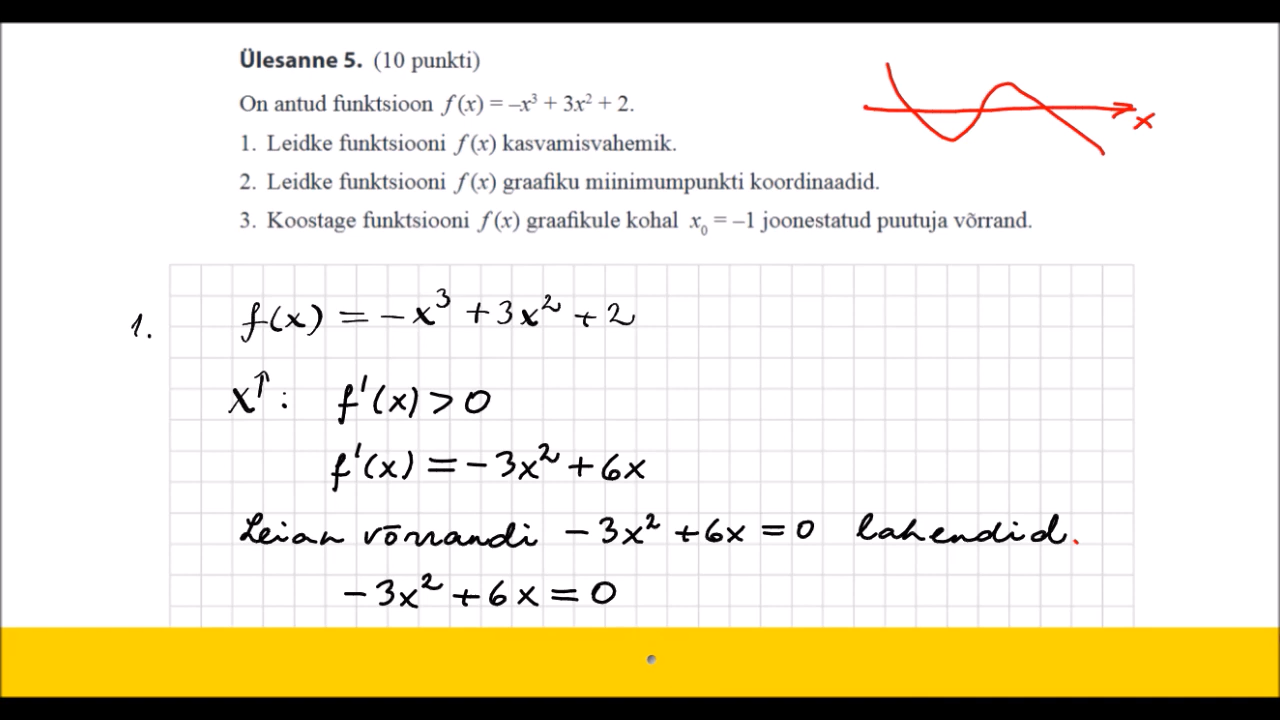 Ülesanne 5. (10 punkti)
On antud funktsioon f(x) = –x³ + 3x² + 2.
1. Leidke funktsiooni f(x) kasvamisvahemik.
2. Leidke funktsiooni f(x) graafiku miinimumpunkti koordinaadid.
3. Koostage funktsiooni f(x) graafikule kohal x₀ = –1 joonestatud puutuja võrrand.
x
1. f(x) = -x³ + 3x² + 2
X↑: f'(x) > 0
f'(x) = -3x² + 6x
Leian võrrandi -3x² + 6x = 0 lahendid.
-3x² + 6x = 0